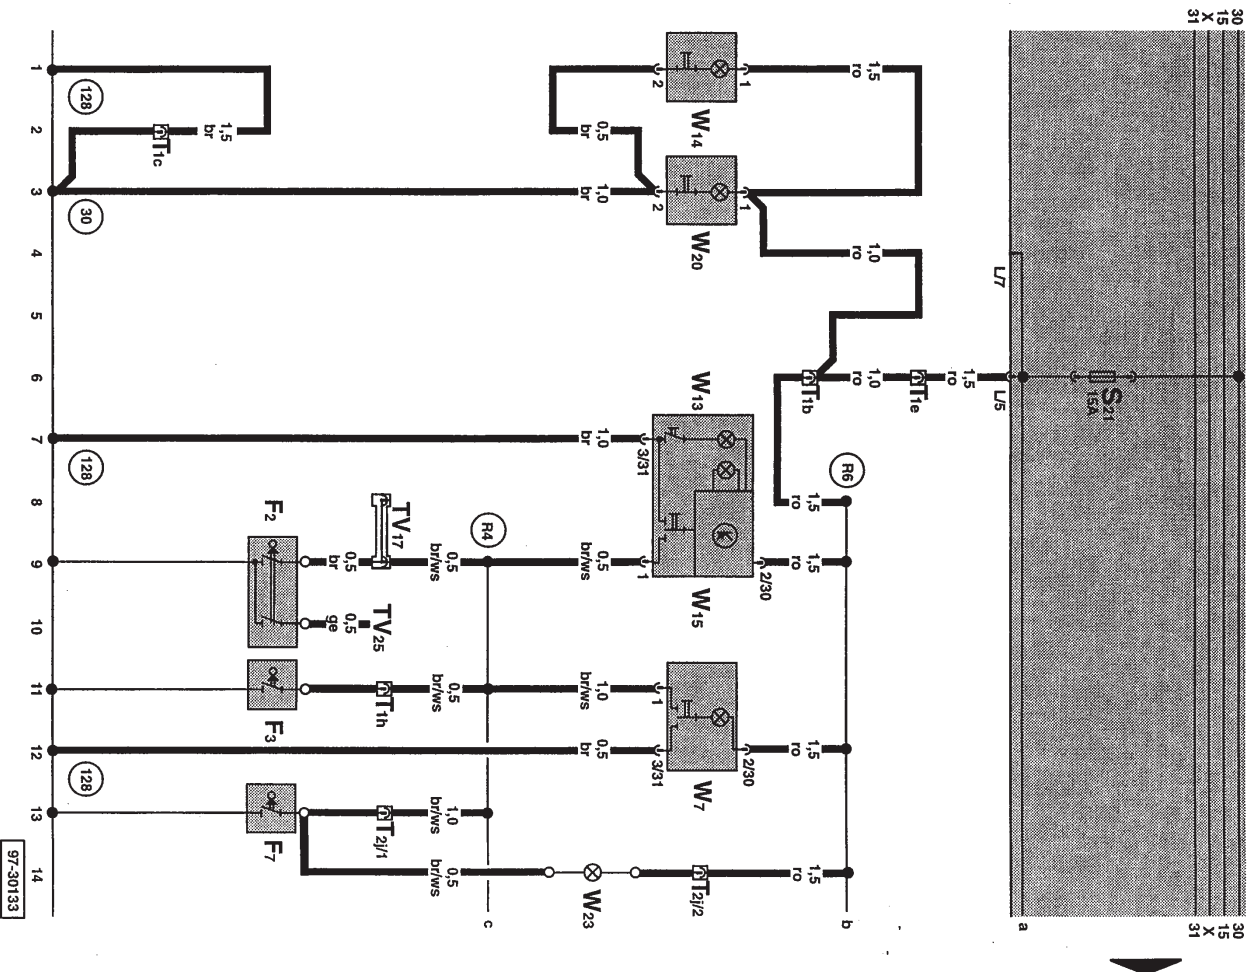 30 30
15 15
X X
31 31
S21
15A
a
L/7 L/5
1,5
ro
T1e
1,5 1,0 1,0
ro ro ro
T1b
R6
b
1,5 1,5 1,5 1,5
ro ro ro ro
1 1 2/30 2/30
W14 W20 W13 W15 W7
T2j/2
2 2 3/31 1 1 3/31
W23
0,5 1,0 1,0 0,5 1,0 0,5
br br br br/ws br/ws br
R4
c
0,5 0,5 1,0 0,5
br/ws br/ws br/ws br/ws
TV17 TV25 T1h T2j/1
0,5 0,5
br ge
F2 F3 F7
1,5
br
T1c
128 30 128 128
1 2 3 4 5 6 7 8 9 10 11 12 13 14
97-30133